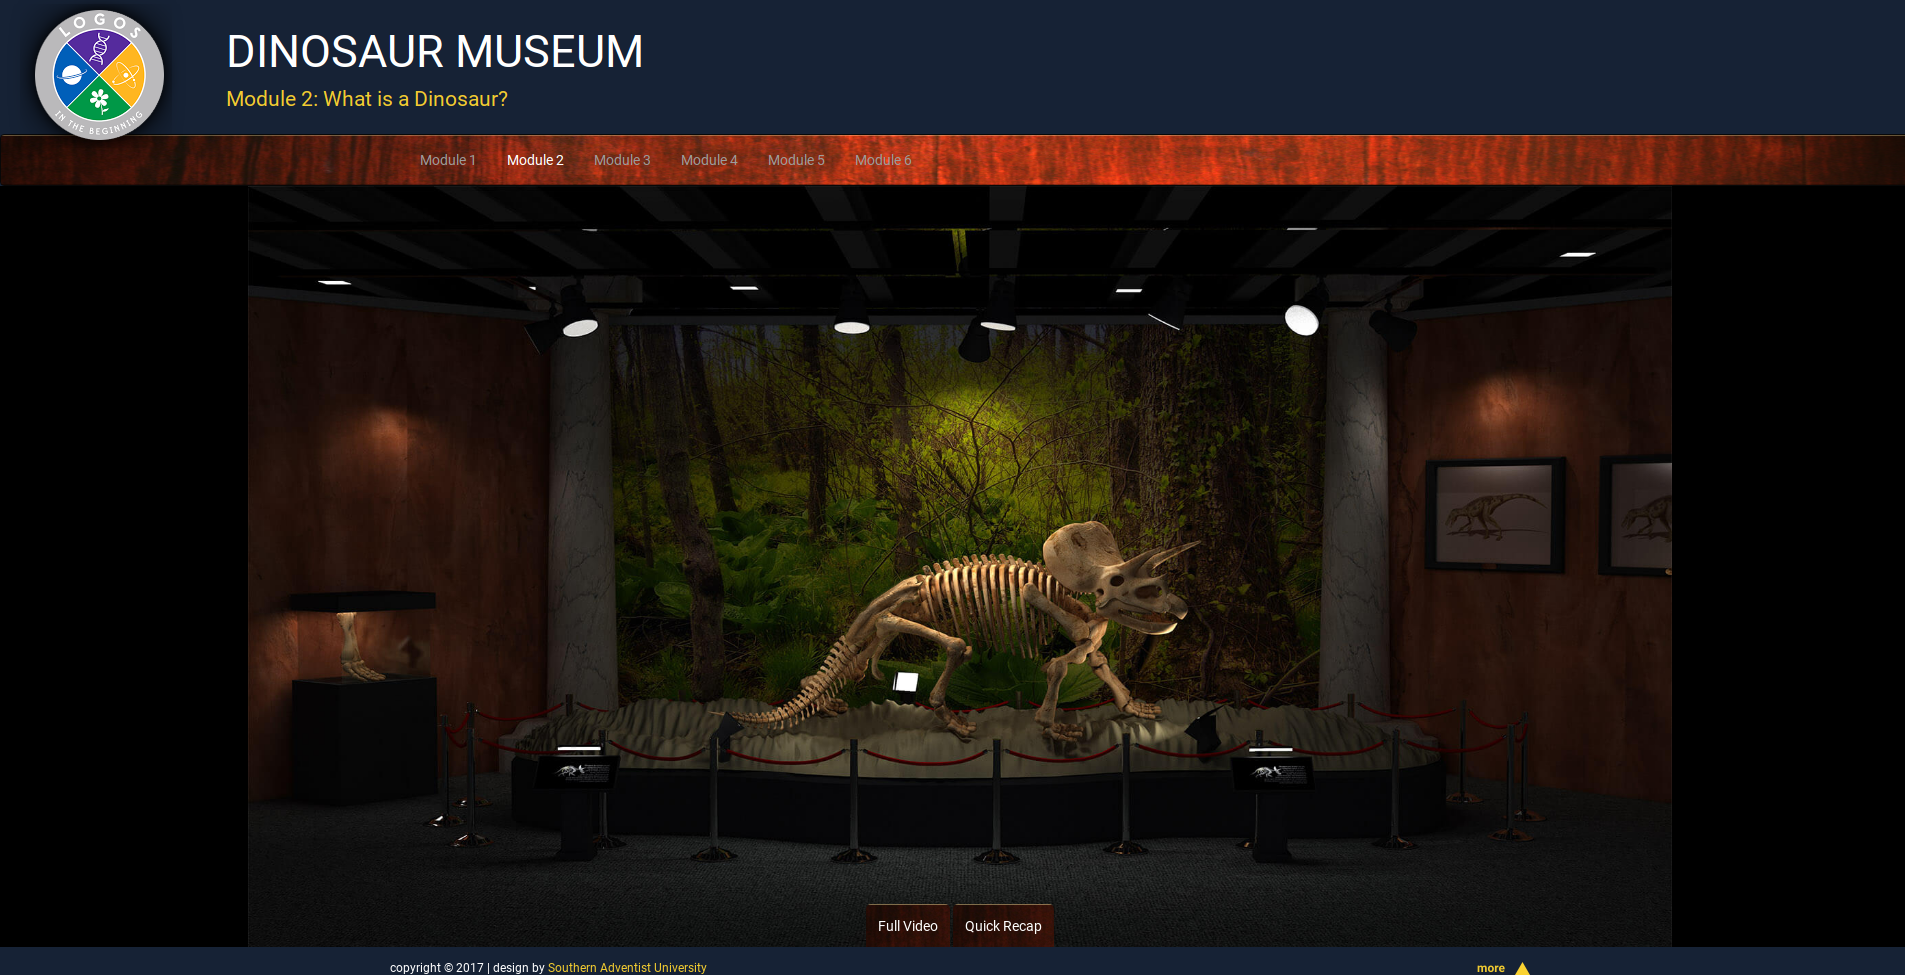 LOGOS
IN THE BEGINNING
DINOSAUR MUSEUM
Module 2: What is a Dinosaur?
Module 1 Module 2 Module 3 Module 4 Module 5 Module 6
Full Video Quick Recap
copyright © 2017 | design by Southern Adventist University
more